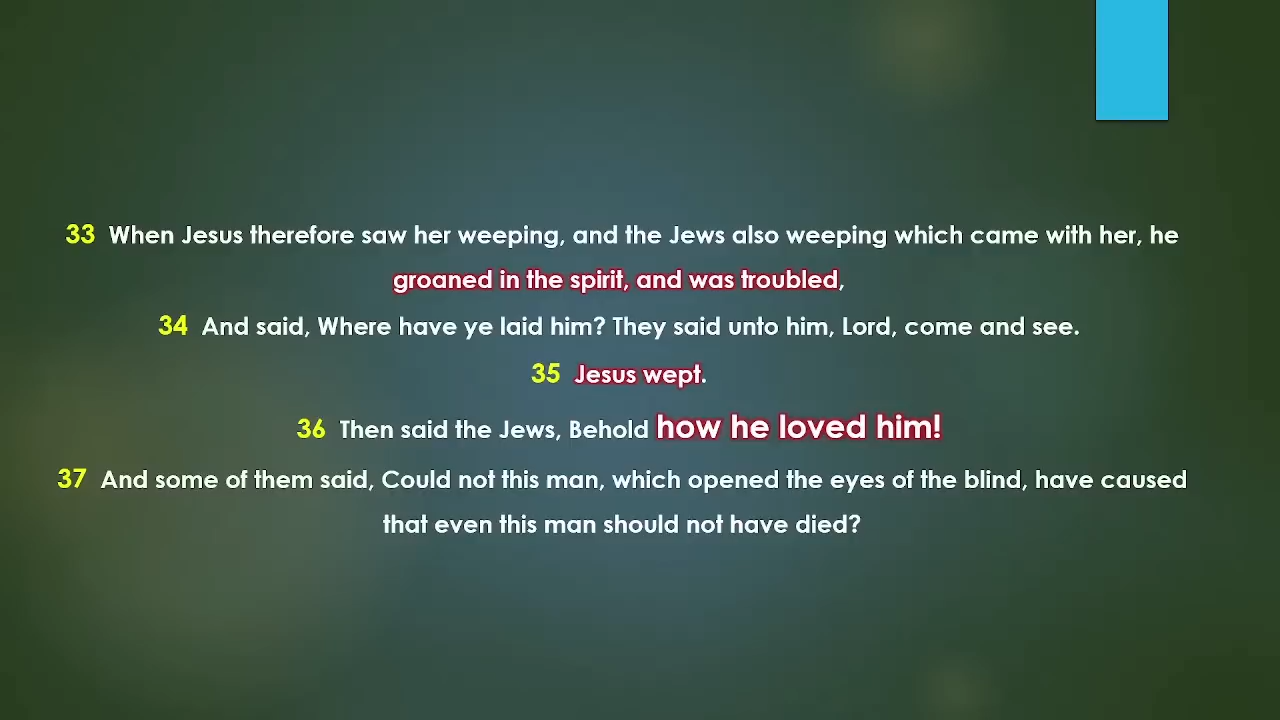 33 When Jesus therefore saw her weeping, and the Jews also weeping which came with her, he
groaned in the spirit, and was troubled,
34 And said, Where have ye laid him? They said unto him, Lord, come and see.
35 Jesus wept.
36 Then said the Jews, Behold how he loved him!
37 And some of them said, Could not this man, which opened the eyes of the blind, have caused
that even this man should not have died?